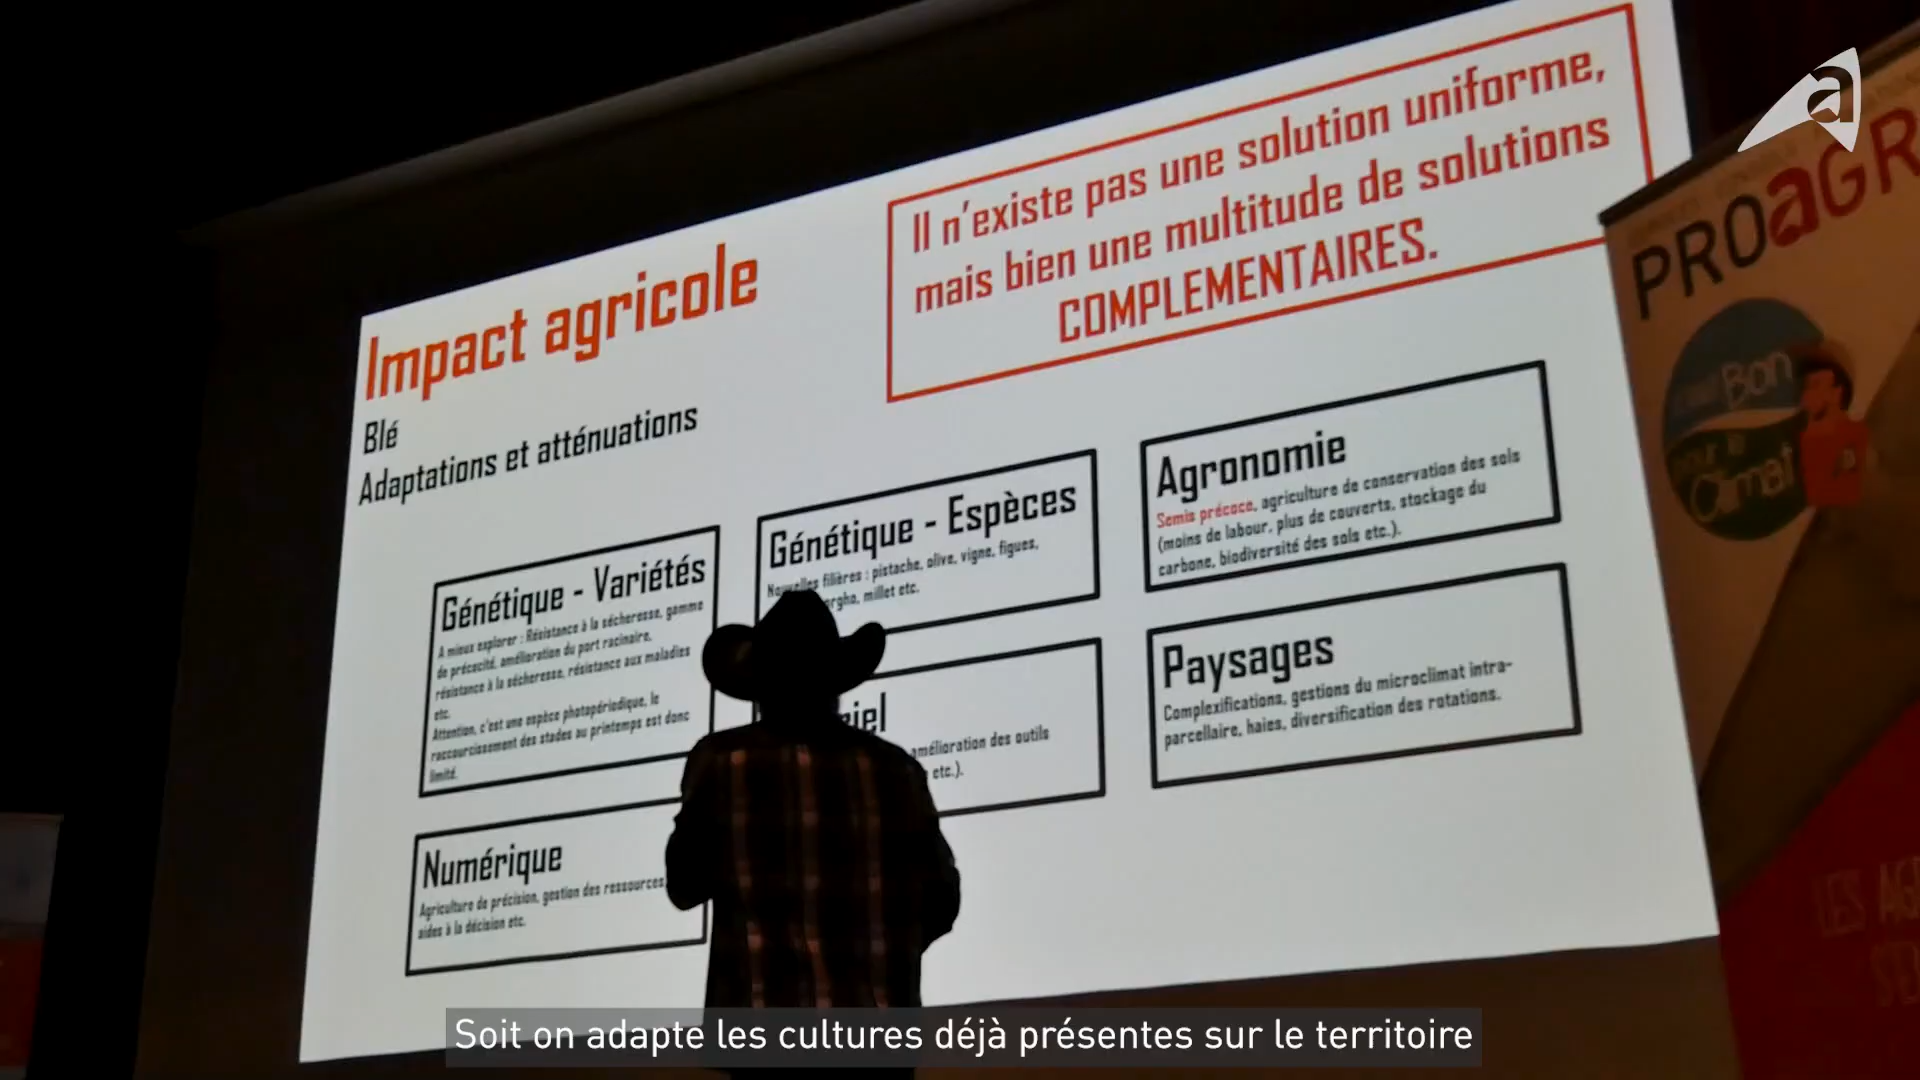 Il n'existe pas une solution uniforme,
mais bien une multitude de solutions
COMPLEMENTAIRES.
Impact agricole
Blé
Adaptations et atténuations
Génétique - Variétés
A mieux explorer : Résistance à la sécheresse, gamme
de précocité, amélioration du port racinaire,
résistance à la sécheresse, résistance aux maladies
etc.
Attention, c'est une espèce photopériodique, le
raccourcissement des stades au printemps est donc
limité.
Génétique - Espèces
Nouvelles filières : pistache, olive, vigne, figues,
millet etc.
Agronomie
Semis précoce, agriculture de conservation des sols
(moins de labour, plus de couverts, stockage du
carbone, biodiversité des sols etc.).
amélioration des outils
etc.).
Paysages
Complexifications, gestions du microclimat intra-
parcellaire, haies, diversification des rotations.
Numérique
Agriculture de précision, gestion des ressources,
aides à la décision etc.
a
PROAGR
Bon
pour le
Climat
LES AG
Soit on adapte les cultures déjà présentes sur le territoire